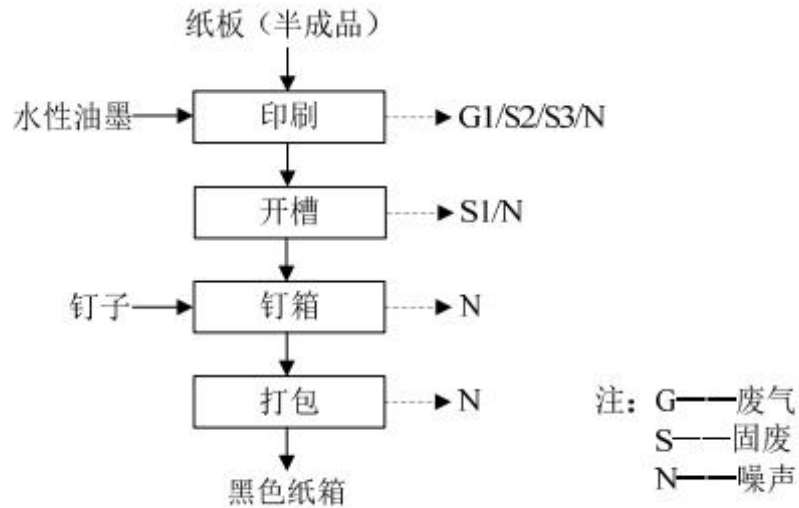 纸板（半成品）
水性油墨
印刷
G1/S2/S3/N
开槽
S1/N
钉子
钉箱
N
打包
N
黑色纸箱
注：G——废气
S——固废
N——噪声